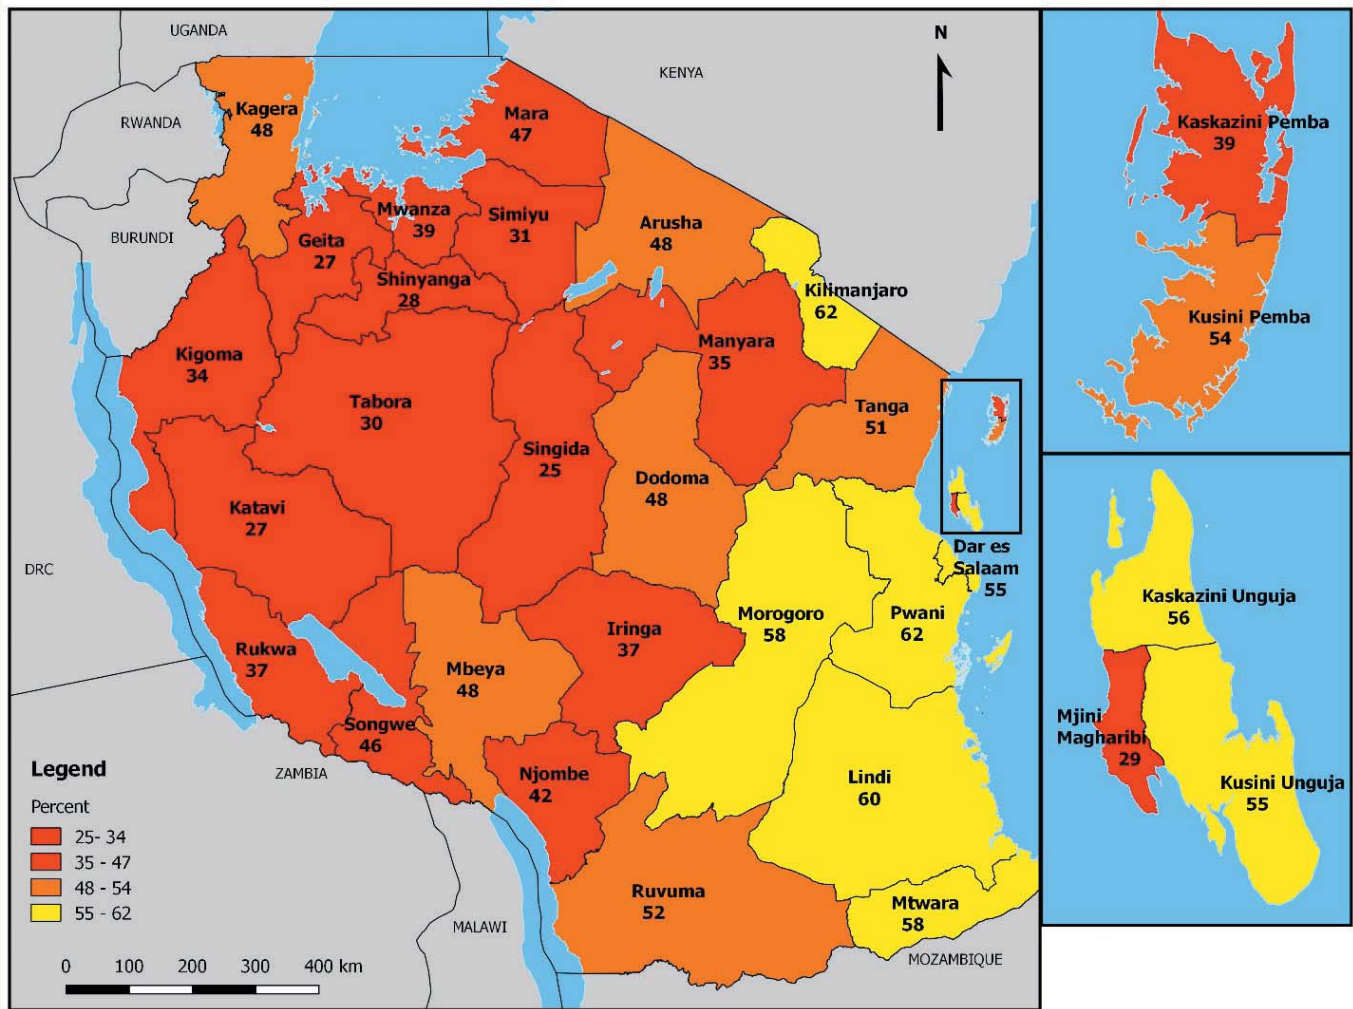 UGANDA
KENYA
N
RWANDA
BURUNDI
DRC
ZAMBIA
MALAWI
MOZAMBIQUE
Kagera
48
Mara
47
Mwanza
39
Simiyu
31
Geita
27
Shinyanga
28
Arusha
48
Kilimanjaro
62
Kigoma
34
Tabora
30
Manyara
35
Tanga
51
Singida
25
Dodoma
48
Katavi
27
Dar es
Salaam
55
Morogoro
58
Pwani
62
Rukwa
37
Iringa
37
Mbeya
48
Songwe
46
Njombe
42
Lindi
60
Ruvuma
52
Mtwara
58
Legend
Percent
25- 34
35 - 47
48 - 54
55 - 62
0 100 200 300 400 km
Kaskazini Pemba
39
Kusini Pemba
54
Kaskazini Unguja
56
Mjini
Magharibi
29
Kusini Unguja
55